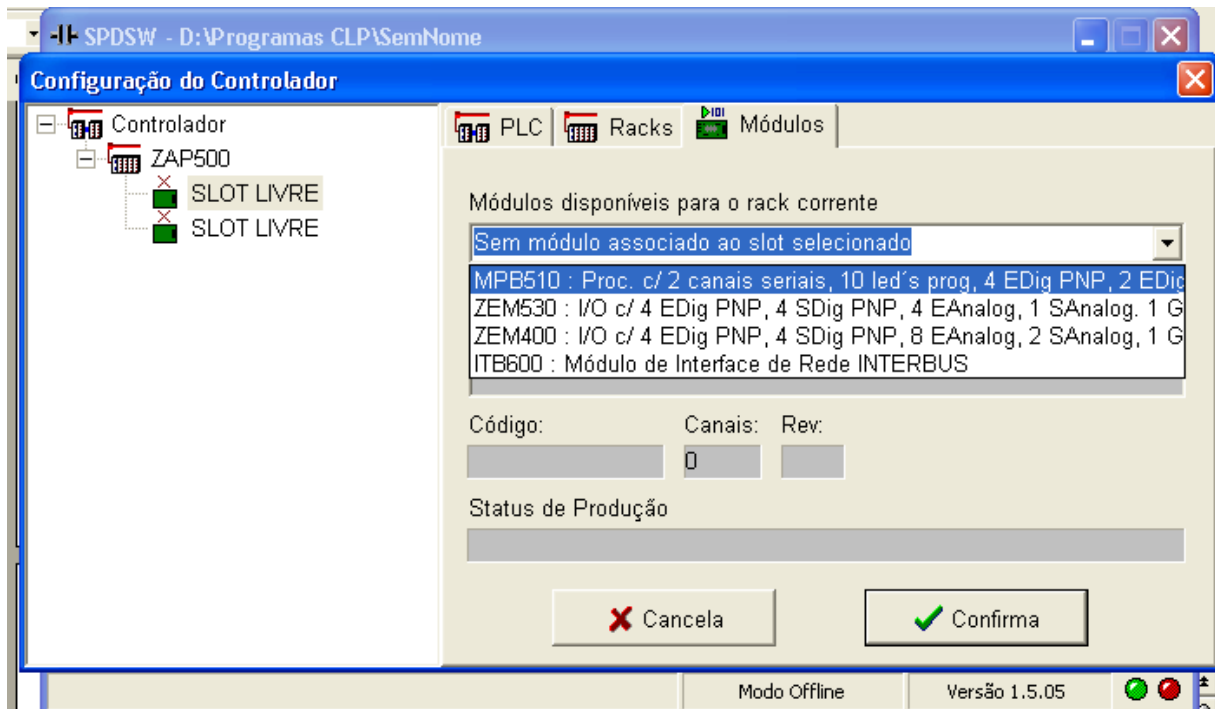 SPDSW - D:\Programas CLP\SemNome
Configuração do Controlador
Controlador
ZAP500
SLOT LIVRE
SLOT LIVRE
PLC
Racks
Módulos
Módulos disponíveis para o rack corrente
Sem módulo associado ao slot selecionado
MPB510 : Proc. c/ 2 canais seriais, 10 led´s prog, 4 EDig PNP, 2 EDig
ZEM530 : I/O c/ 4 EDig PNP, 4 SDig PNP, 4 EAnalog, 1 SAnalog. 1 G
ZEM400 : I/O c/ 4 EDig PNP, 4 SDig PNP, 8 EAnalog, 2 SAnalog, 1 G
ITB600 : Módulo de Interface de Rede INTERBUS
Código: Canais: Rev:
0
Status de Produção
Cancela Confirma
Modo Offline Versão 1.5.05